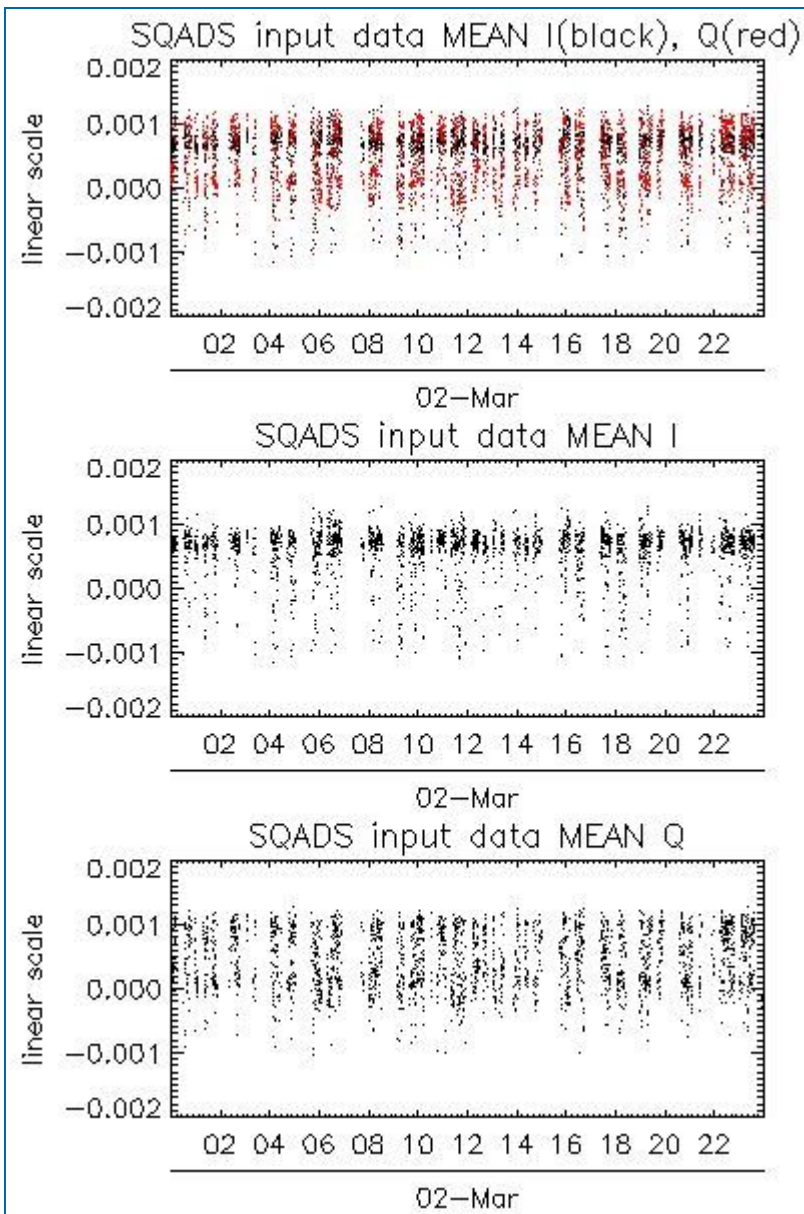 SQADS input data MEAN I(black), Q(red)
0.002
0.001
0.000
−0.001
−0.002
linear scale
02 04 06 08 10 12 14 16 18 20 22
02−Mar
SQADS input data MEAN I
0.002
0.001
0.000
−0.001
−0.002
linear scale
02 04 06 08 10 12 14 16 18 20 22
02−Mar
SQADS input data MEAN Q
0.002
0.001
0.000
−0.001
−0.002
linear scale
02 04 06 08 10 12 14 16 18 20 22
02−Mar